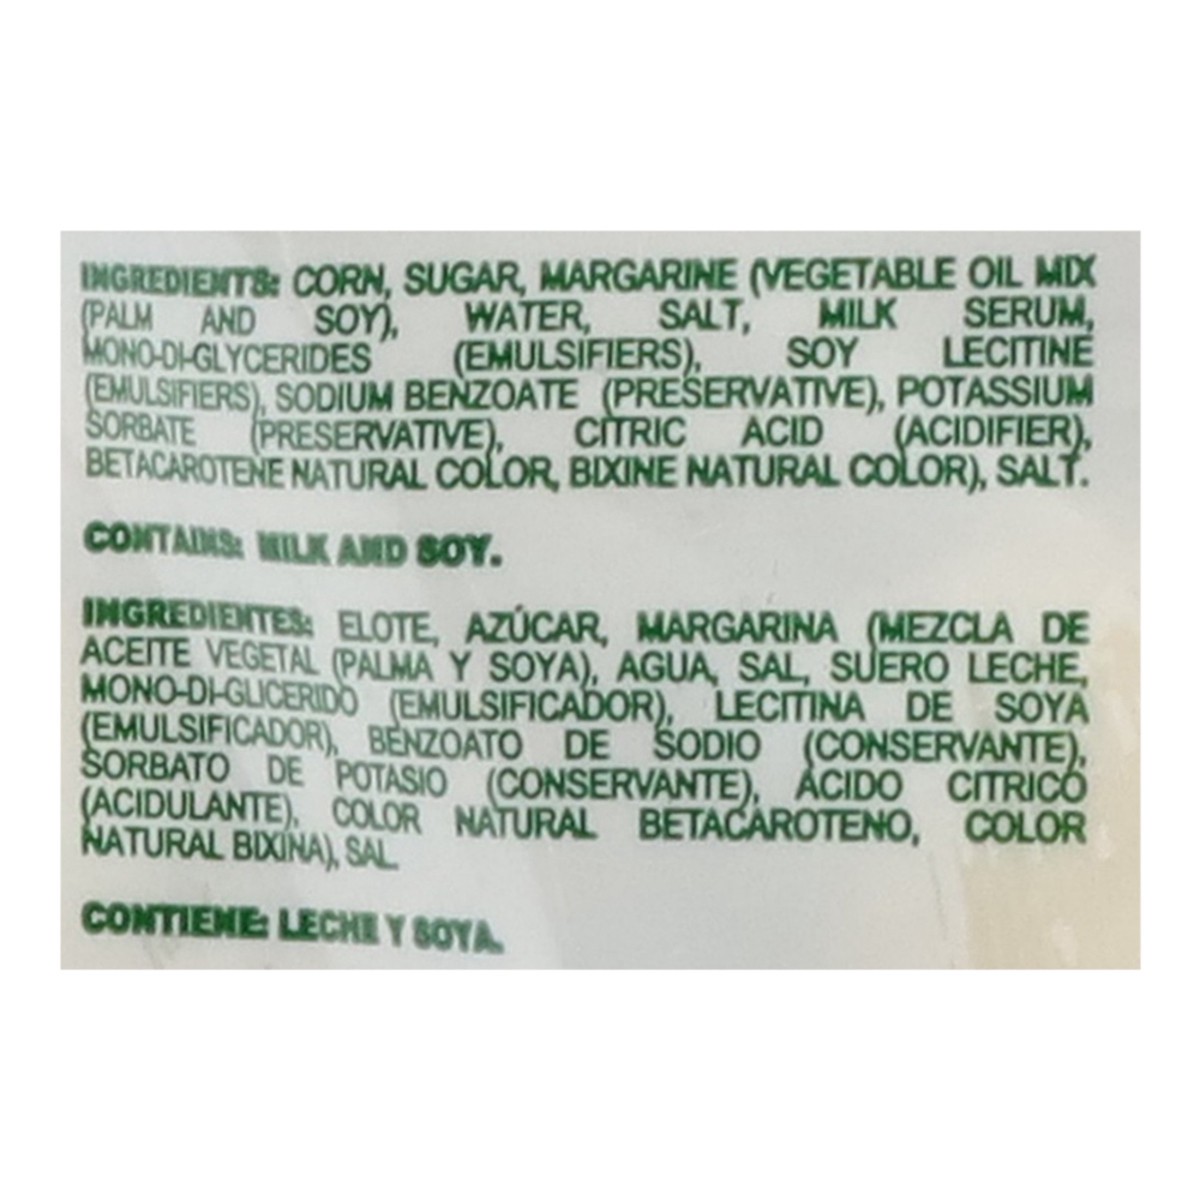 INGREDIENTS: CORN, SUGAR, MARGARINE (VEGETABLE OIL MIX
(PALM AND SOY), WATER, SALT, MILK SERUM,
MONO-DI-GLYCERIDES (EMULSIFIERS), SOY LECITINE
(EMULSIFIERS), SODIUM BENZOATE (PRESERVATIVE), POTASSIUM
SORBATE (PRESERVATIVE), CITRIC ACID (ACIDIFIER),
BETACAROTENE NATURAL COLOR, BIXINE NATURAL COLOR), SALT.
CONTAINS: MILK AND SOY.
INGREDIENTES: ELOTE, AZÚCAR, MARGARINA (MEZCLA DE
ACEITE VEGETAL (PALMA Y SOYA), AGUA, SAL, SUERO LECHE,
MONO-DI-GLICERIDO (EMULSIFICADOR), LECITINA DE SOYA
(EMULSIFICADOR), BENZOATO DE SODIO (CONSERVANTE),
SORBATO DE POTASIO (CONSERVANTE), ÁCIDO CITRICO
(ACIDULANTE), COLOR NATURAL BETACAROTENO, COLOR
NATURAL BIXINA), SAL.
CONTIENE: LECHE Y SOYA.